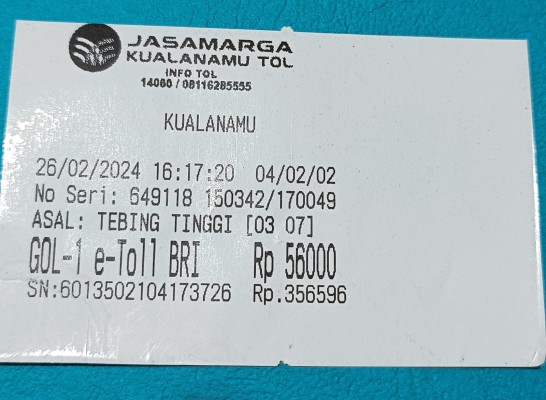 JASAMARGA
KUALANAMU TOL
INFO TOL
14080 / 08116285555
KUALANAMU
26/02/2024 16:17:20 04/02/02
No Seri: 649118 150342/170049
ASAL: TEBING TINGGI [03 07]
GOL-1 e-Toll BRI Rp 56000
SN:6013502104173726 Rp.356596